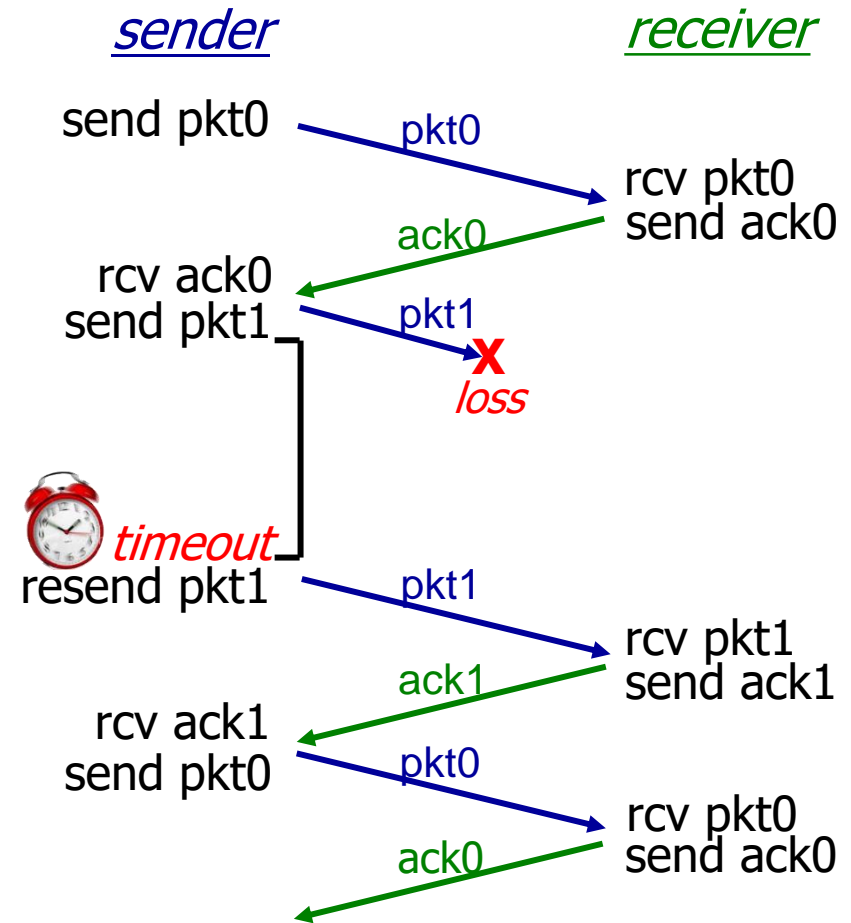 sender
receiver
send pkt0
pkt0
rcv pkt0
send ack0
ack0
rcv ack0
send pkt1
pkt1
X
loss
timeout
resend pkt1
pkt1
rcv pkt1
send ack1
ack1
rcv ack1
send pkt0
pkt0
rcv pkt0
send ack0
ack0